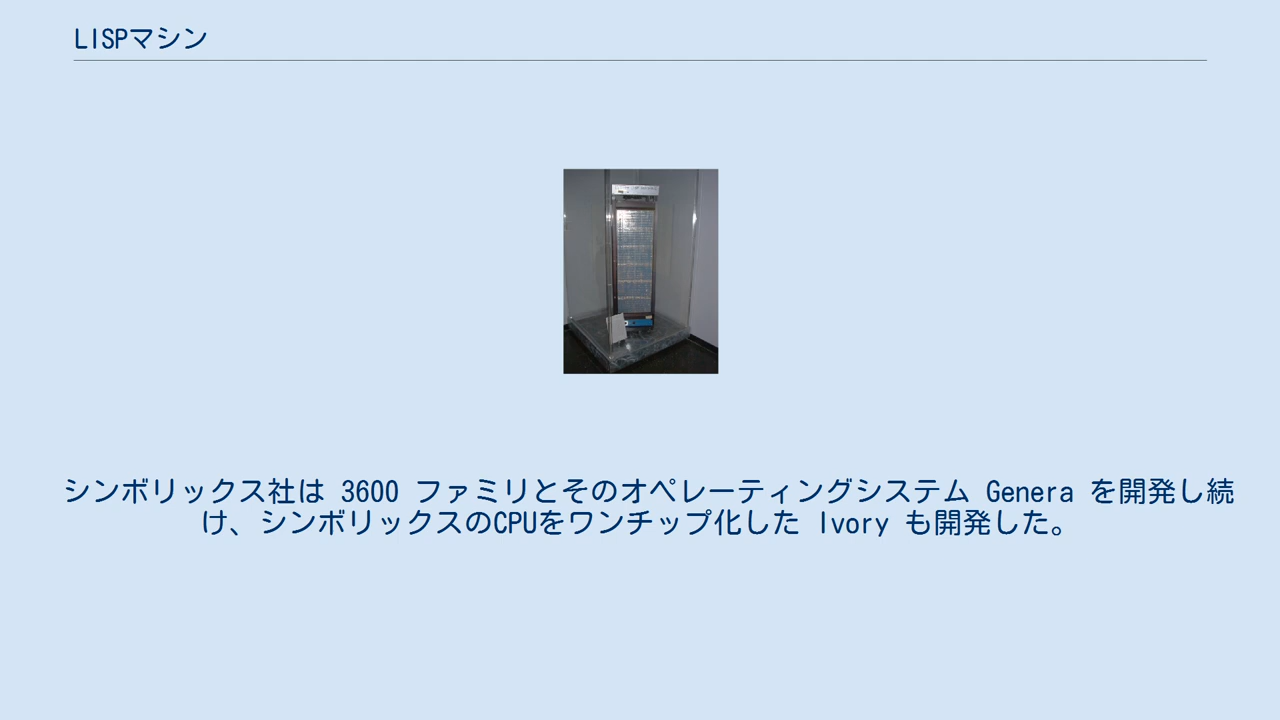 LISPマシン
シンボリックス社は 3600 ファミリとそのオペレーティングシステム Genera を開発し続
け、シンボリックスのCPUをワンチップ化した Ivory も開発した。